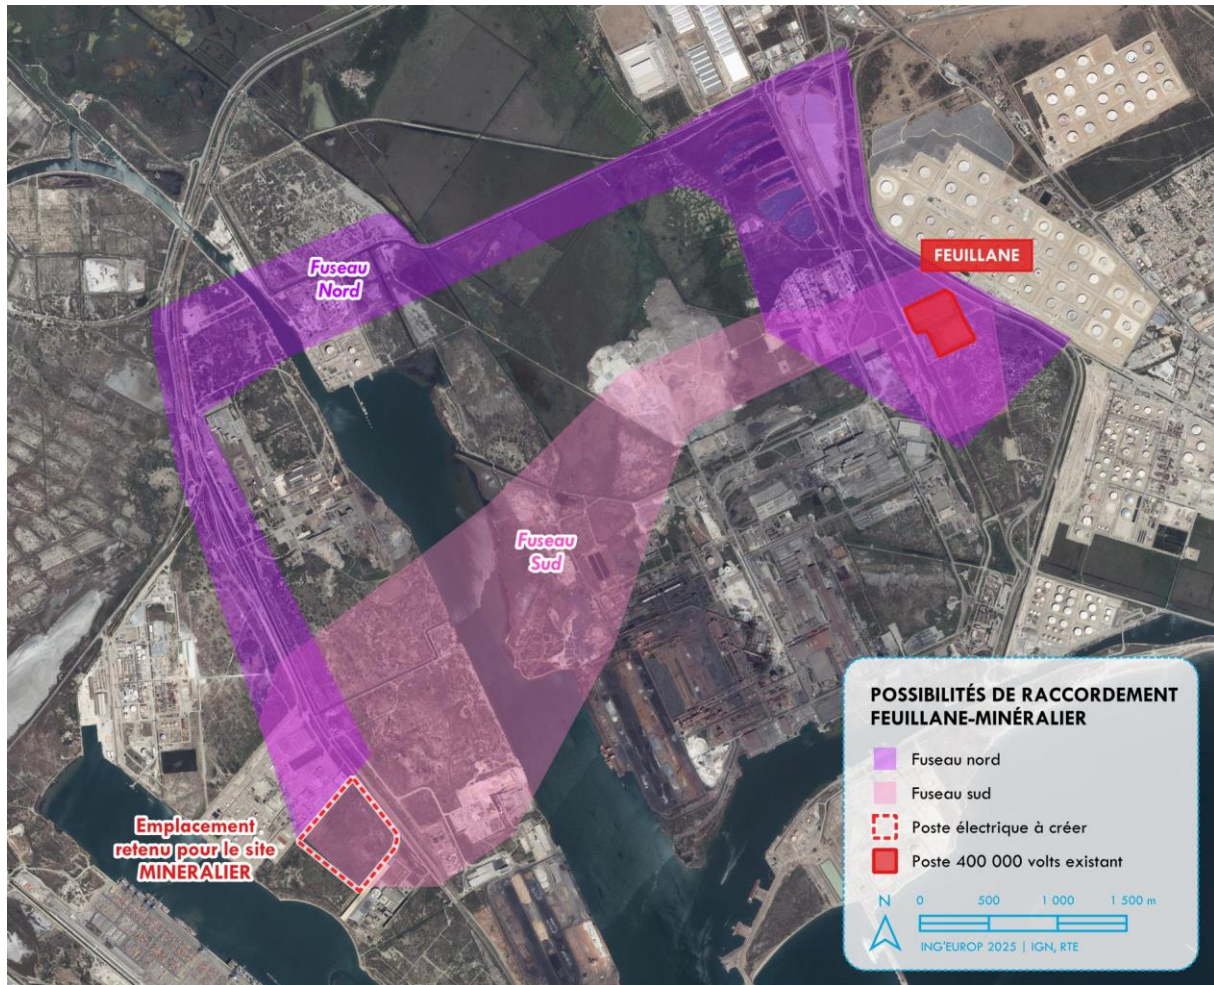 FEUILLANE
Fuseau
Nord
Fuseau
Sud
Emplacement
retenu pour le site
MINERALIER
POSSIBILITÉS DE RACCORDEMENT
FEUILLANE-MINÉRALIER
Fuseau nord
Fuseau sud
Poste électrique à créer
Poste 400 000 volts existant
N 0 500 1 000 1 500 m
ING'EUROP 2025 | IGN, RTE